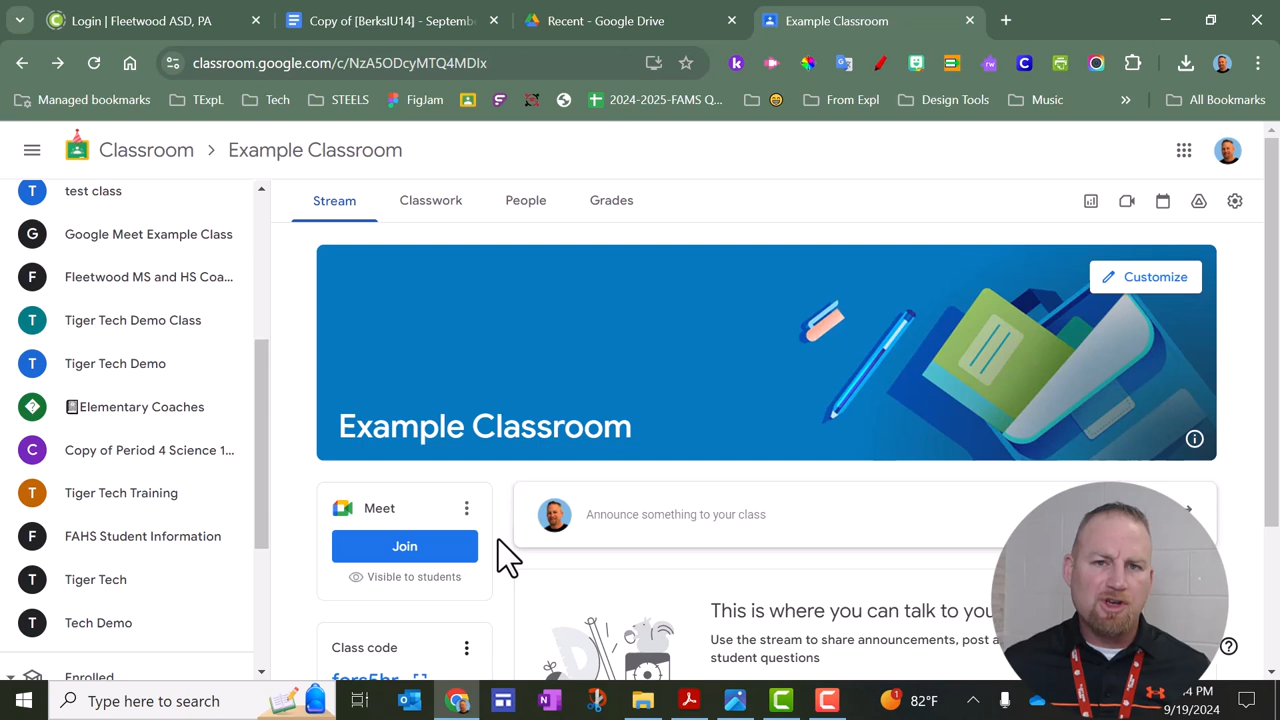 Login | Fleetwood ASD, PA
Copy of [BerksIU14] - Septemb
Recent - Google Drive
Example Classroom
classroom.google.com/c/NzA5ODcyMTQ4MDIx
Managed bookmarks
TExpL
Tech
STEELS
FigJam
2024-2025-FAMS Q...
From Expl
Design Tools
Music
All Bookmarks
Classroom > Example Classroom
test class
Google Meet Example Class
Fleetwood MS and HS Coa...
Tiger Tech Demo Class
Tiger Tech Demo
Elementary Coaches
Copy of Period 4 Science 1...
Tiger Tech Training
FAHS Student Information
Tiger Tech
Tech Demo
Enrolled
Stream
Classwork
People
Grades
Customize
Example Classroom
Meet
Join
Visible to students
Class code
Announce something to your class
This is where you can talk to you
Use the stream to share announcements, post a
student questions
Type here to search
82°F
4 PM
9/19/2024